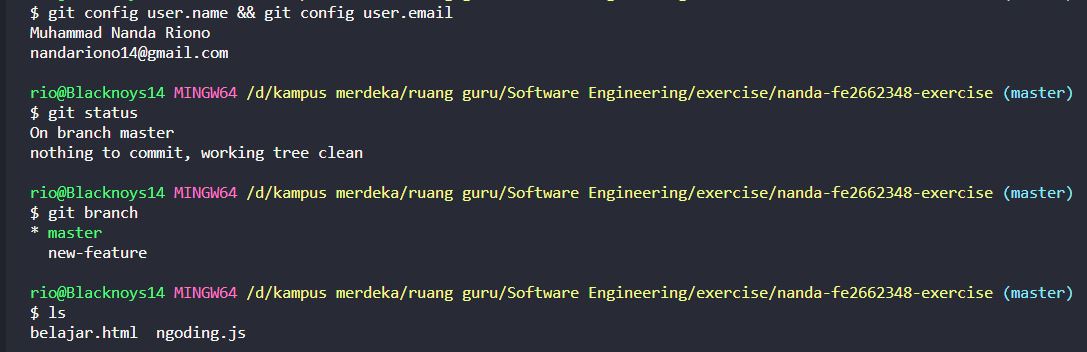 $ git config user.name && git config user.email
Muhammad Nanda Riono
nandariono14@gmail.com
rio@Blacknoys14 MINGW64 /d/kampus merdeka/ruang guru/Software Engineering/exercise/nanda-fe2662348-exercise (master)
$ git status
On branch master
nothing to commit, working tree clean
rio@Blacknoys14 MINGW64 /d/kampus merdeka/ruang guru/Software Engineering/exercise/nanda-fe2662348-exercise (master)
$ git branch
* master
  new-feature
rio@Blacknoys14 MINGW64 /d/kampus merdeka/ruang guru/Software Engineering/exercise/nanda-fe2662348-exercise (master)
$ ls
belajar.html  ngoding.js